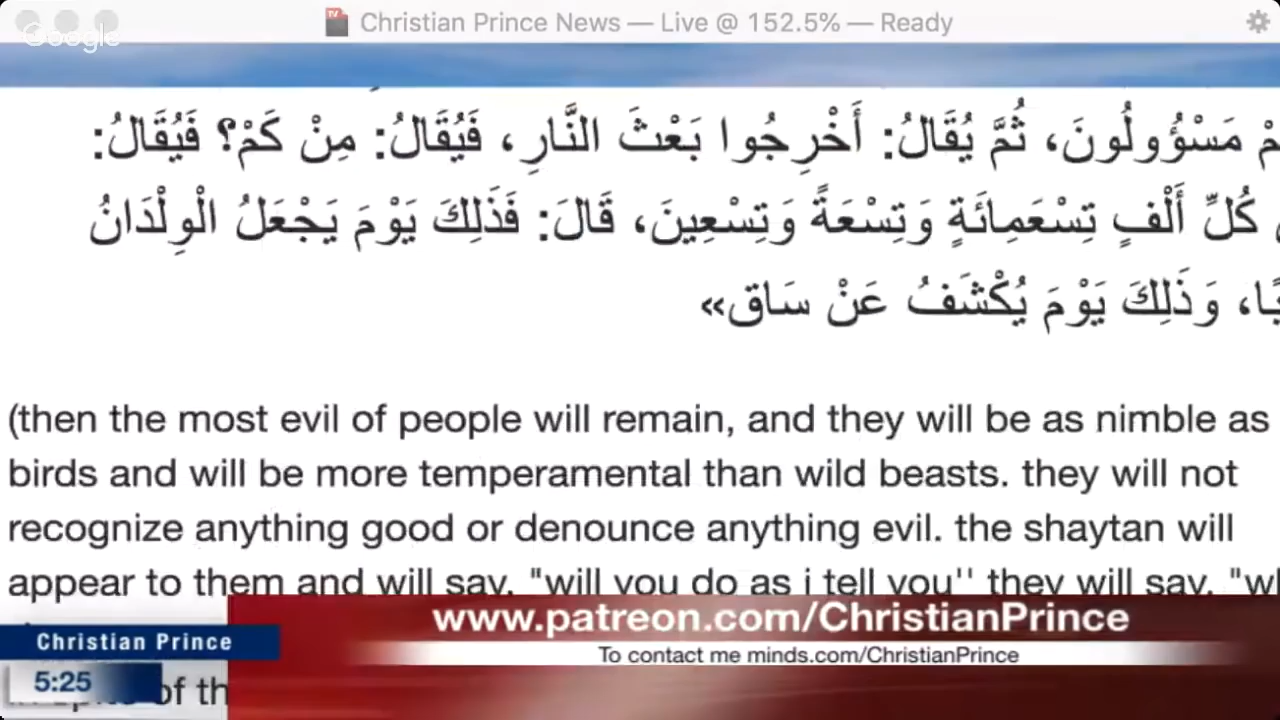 Christian Prince News — Live @ 152.5% — Ready
Google
مْ مَسْؤُولُونَ، ثُمَّ يُقَالُ: أَخْرِجُوا بَعْثَ النَّارِ، فَيُقَالُ: مِنْ كَمْ؟ فَيُقَالُ:
كُلِّ أَلْفٍ تِسْعَمِائَةٍ وَتِسْعَةً وَتِسْعِينَ، قَالَ: فَذَلِكَ يَوْمَ يَجْعَلُ الْوِلْدَانُ
بًا، وَذَلِكَ يَوْمَ يُكْشَفُ عَنْ سَاق»
(then the most evil of people will remain, and they will be as nimble as
birds and will be more temperamental than wild beasts. they will not
recognize anything good or denounce anything evil. the shaytan will
appear to them and will say, "will you do as i tell you'' they will say, "w
www.patreon.com/ChristianPrince
Christian Prince
To contact me minds.com/ChristianPrince
5:25
of th